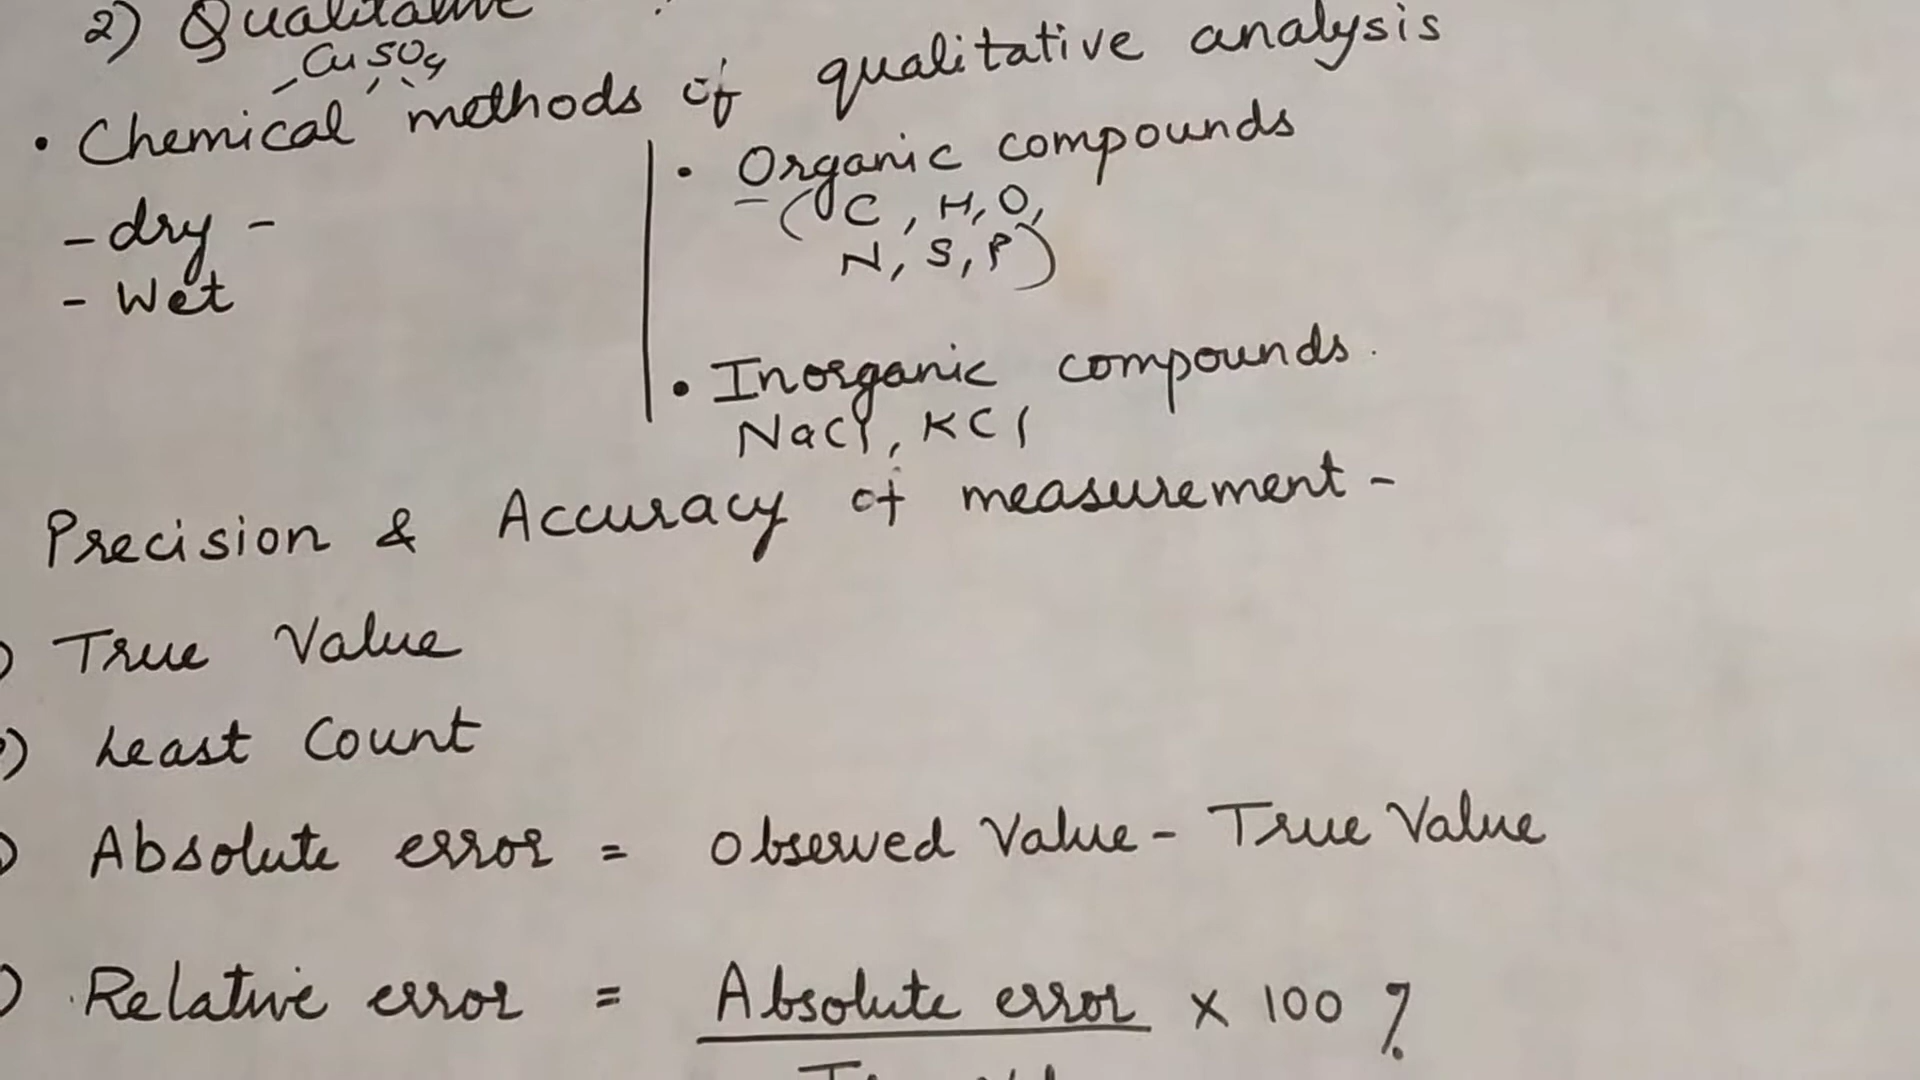 2) Qualitative
CuSO4
• Chemical methods of qualitative analysis
- dry -
- Wet
• Organic compounds
- (C, H, O,
N, S, P)
• Inorganic compounds.
NaCl, KCl
Precision & Accuracy of measurement -
) True Value
) Least Count
) Absolute error = Observed Value - True Value
) Relative error = Absolute error × 100 %